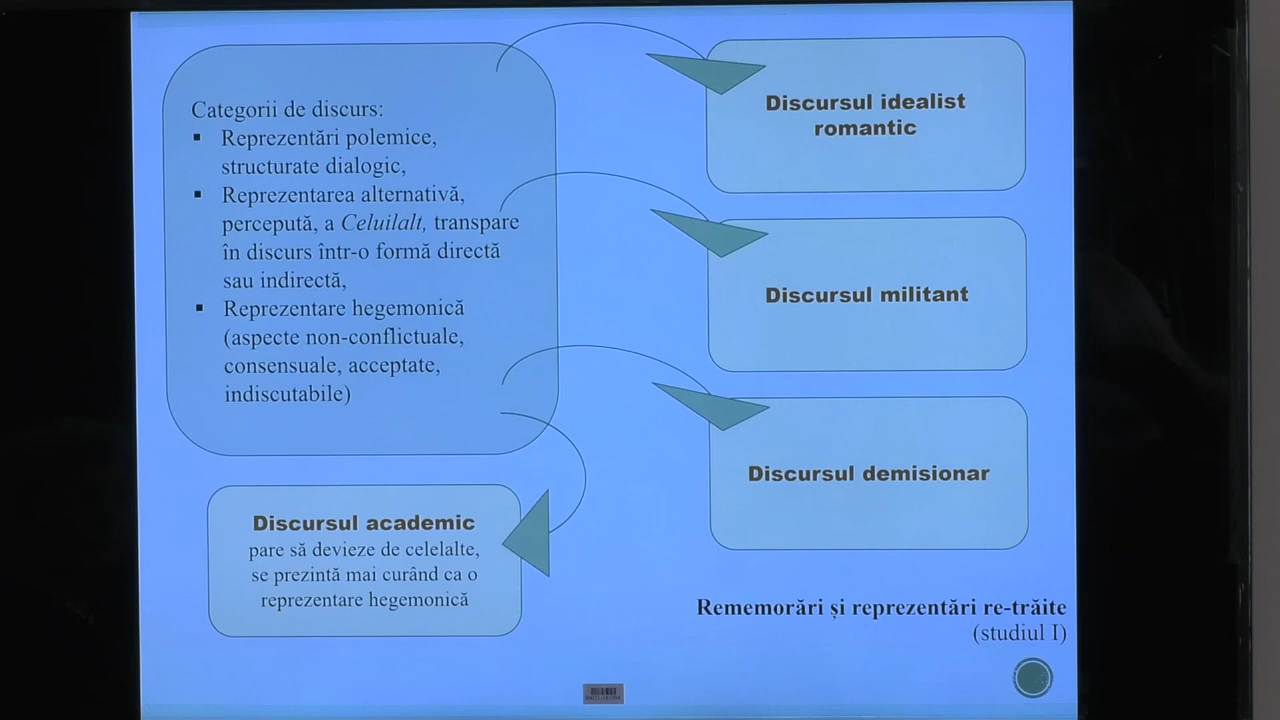 Categorii de discurs:
▪ Reprezentări polemice,
structurate dialogic,
▪ Reprezentarea alternativă,
percepută, a Celuilalt, transpare
în discurs într-o formă directă
sau indirectă,
▪ Reprezentare hegemonică
(aspecte non-conflictuale,
consensuale, acceptate,
indiscutabile)
Discursul academic
pare să devieze de celelalte,
se prezintă mai curând ca o
reprezentare hegemonică
Discursul idealist
romantic
Discursul militant
Discursul demisionar
Rememorări și reprezentări re-trăite
(studiul I)